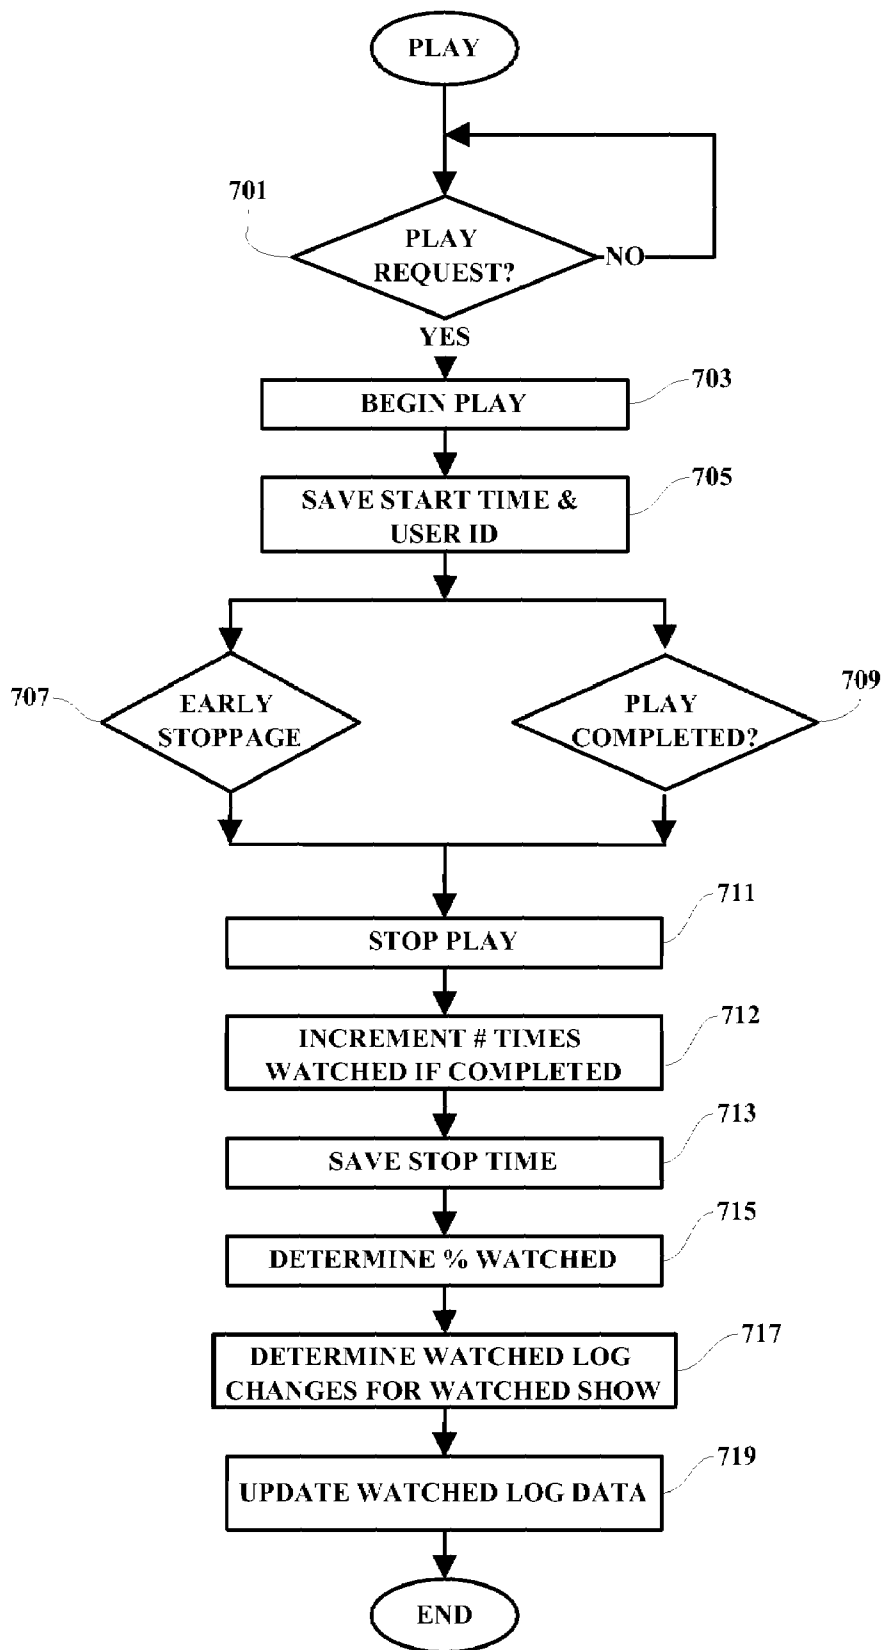 PLAY
701
PLAY
REQUEST?
NO
YES
703
BEGIN PLAY
705
SAVE START TIME &
USER ID
707
EARLY
STOPPAGE
709
PLAY
COMPLETED?
711
STOP PLAY
712
INCREMENT # TIMES
WATCHED IF COMPLETED
713
SAVE STOP TIME
715
DETERMINE % WATCHED
717
DETERMINE WATCHED LOG
CHANGES FOR WATCHED SHOW
719
UPDATE WATCHED LOG DATA
END